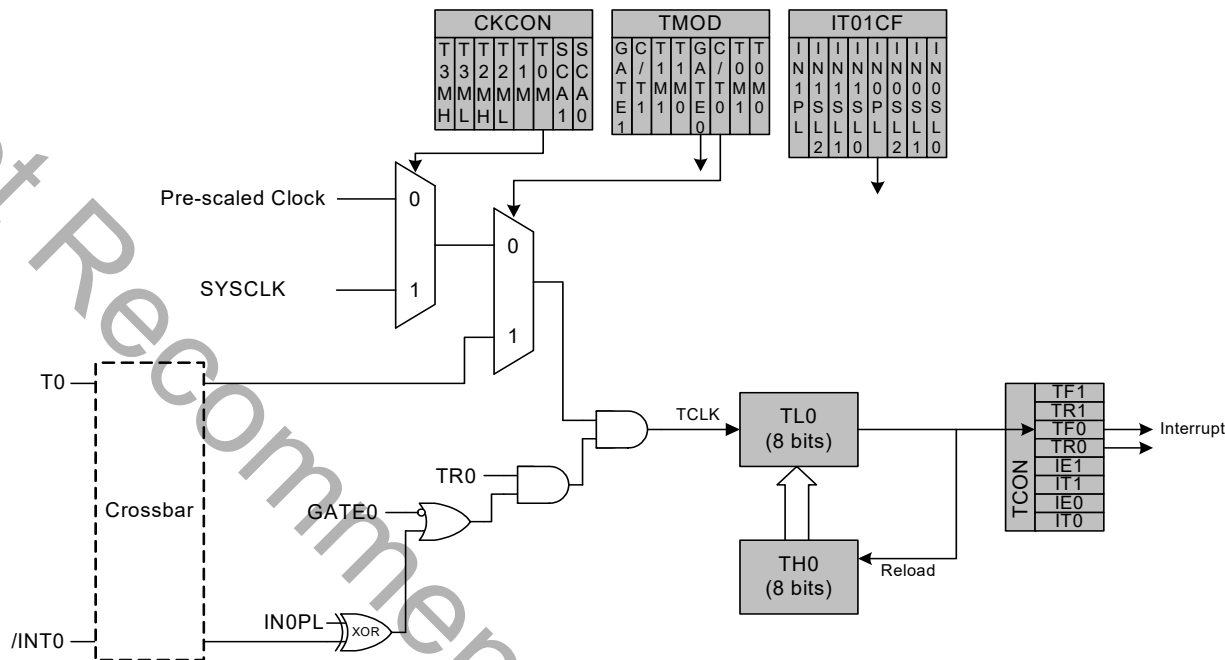 CKCON
T3MH T3ML T2MH T2ML T1M T0M SCA1 SCA0
TMOD
GATE1 C/T1 T1M1 T1M0 GATE0 C/T0 T0M1 T0M0
IT01CF
IN1PL IN1SL2 IN1SL1 IN1SL0 IN0PL IN0SL2 IN0SL1 IN0SL0
Pre-scaled Clock
0
SYSCLK
1
0
1
T0
Crossbar
/INT0
TR0
GATE0
IN0PL
XOR
TCLK
TL0
(8 bits)
TH0
(8 bits)
Reload
TCON
TF1
TR1
TF0
TR0
IE1
IT1
IE0
IT0
Interrupt